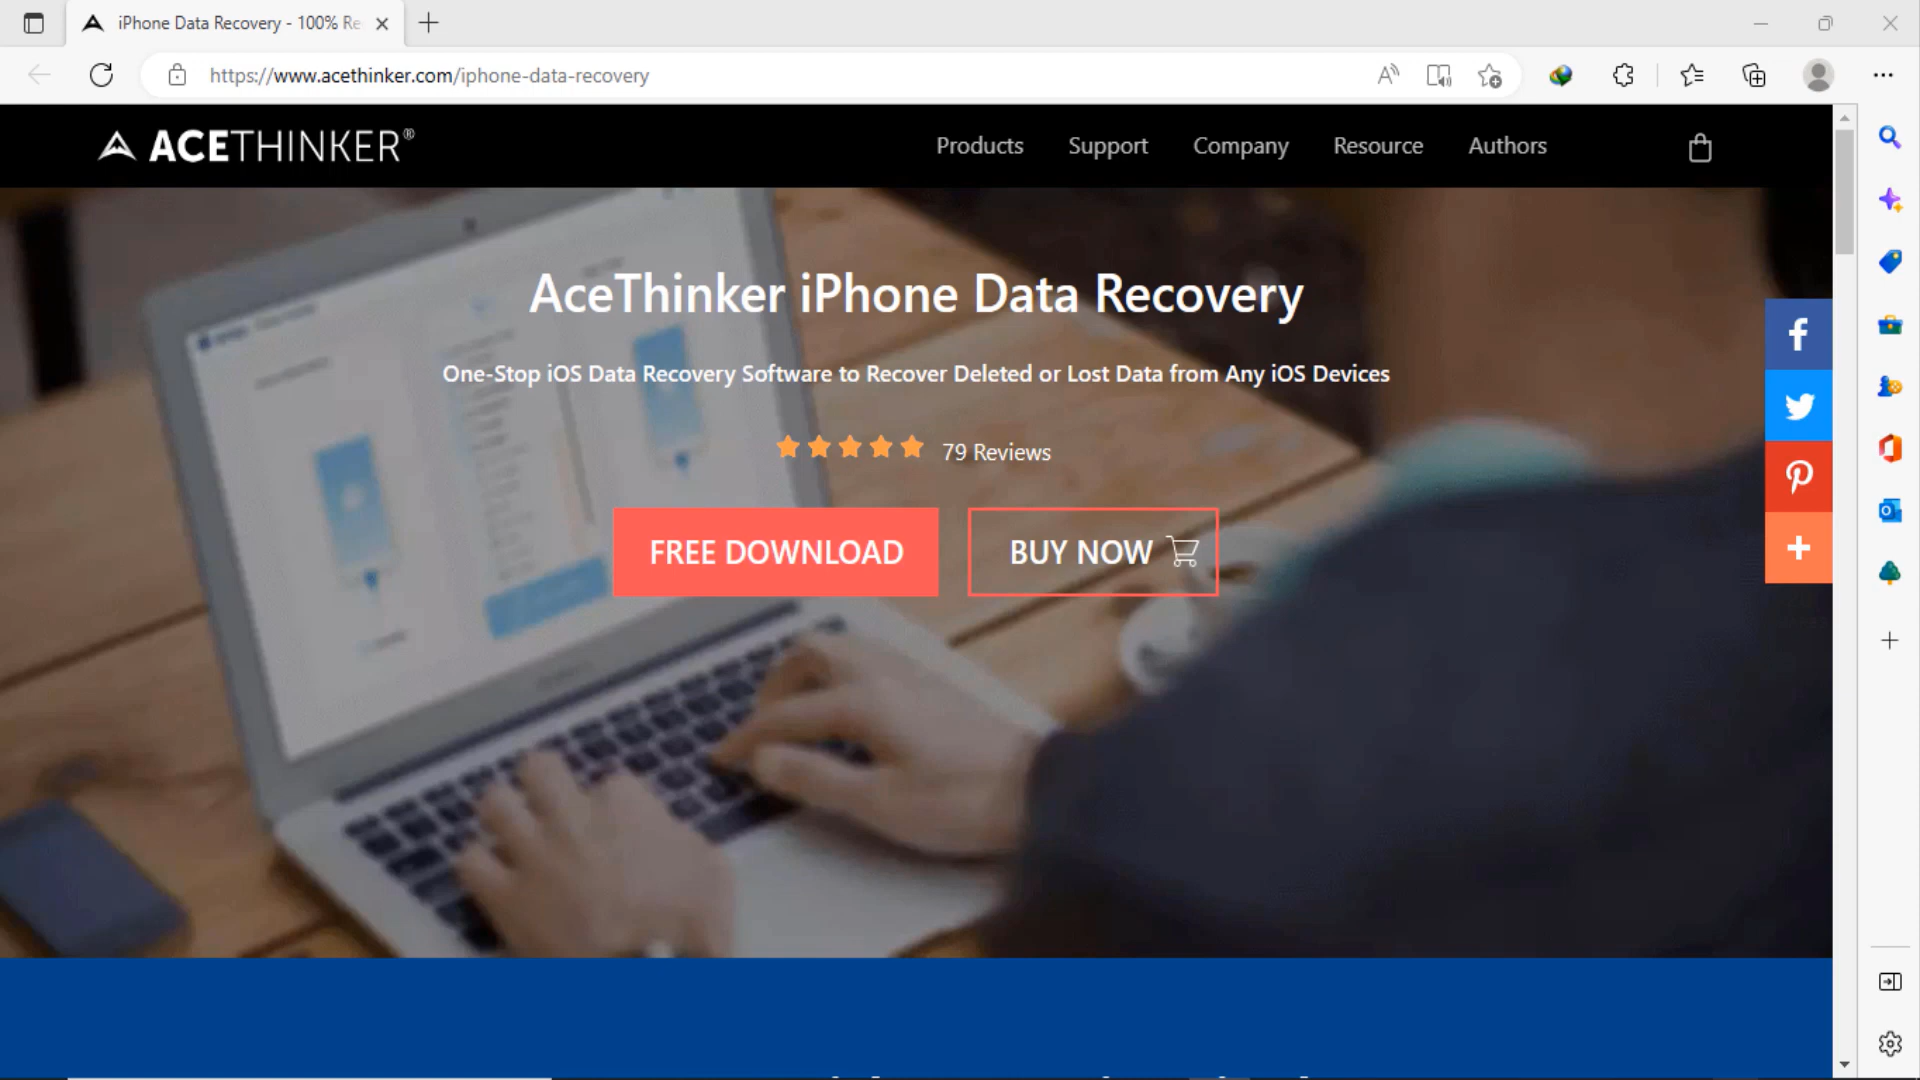 iPhone Data Recovery - 100% Re
https://www.acethinker.com/iphone-data-recovery
ACETHINKER®
Products Support Company Resource Authors
AceThinker iPhone Data Recovery
One-Stop iOS Data Recovery Software to Recover Deleted or Lost Data from Any iOS Devices
79 Reviews
FREE DOWNLOAD
BUY NOW